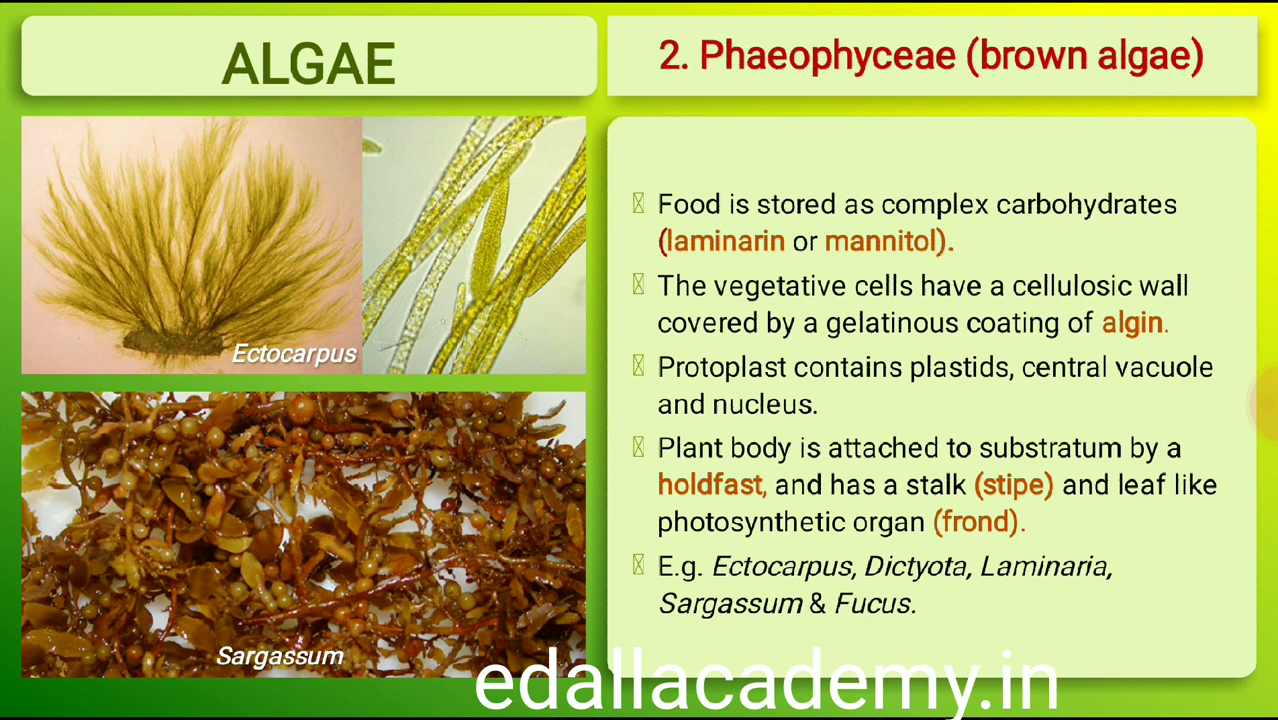 ALGAE
2. Phaeophyceae (brown algae)
Ectocarpus
Sargassum
Food is stored as complex carbohydrates
(laminarin or mannitol).
The vegetative cells have a cellulosic wall
covered by a gelatinous coating of algin.
Protoplast contains plastids, central vacuole
and nucleus.
Plant body is attached to substratum by a
holdfast, and has a stalk (stipe) and leaf like
photosynthetic organ (frond).
E.g. Ectocarpus, Dictyota, Laminaria,
Sargassum & Fucus.
edallacademy.in